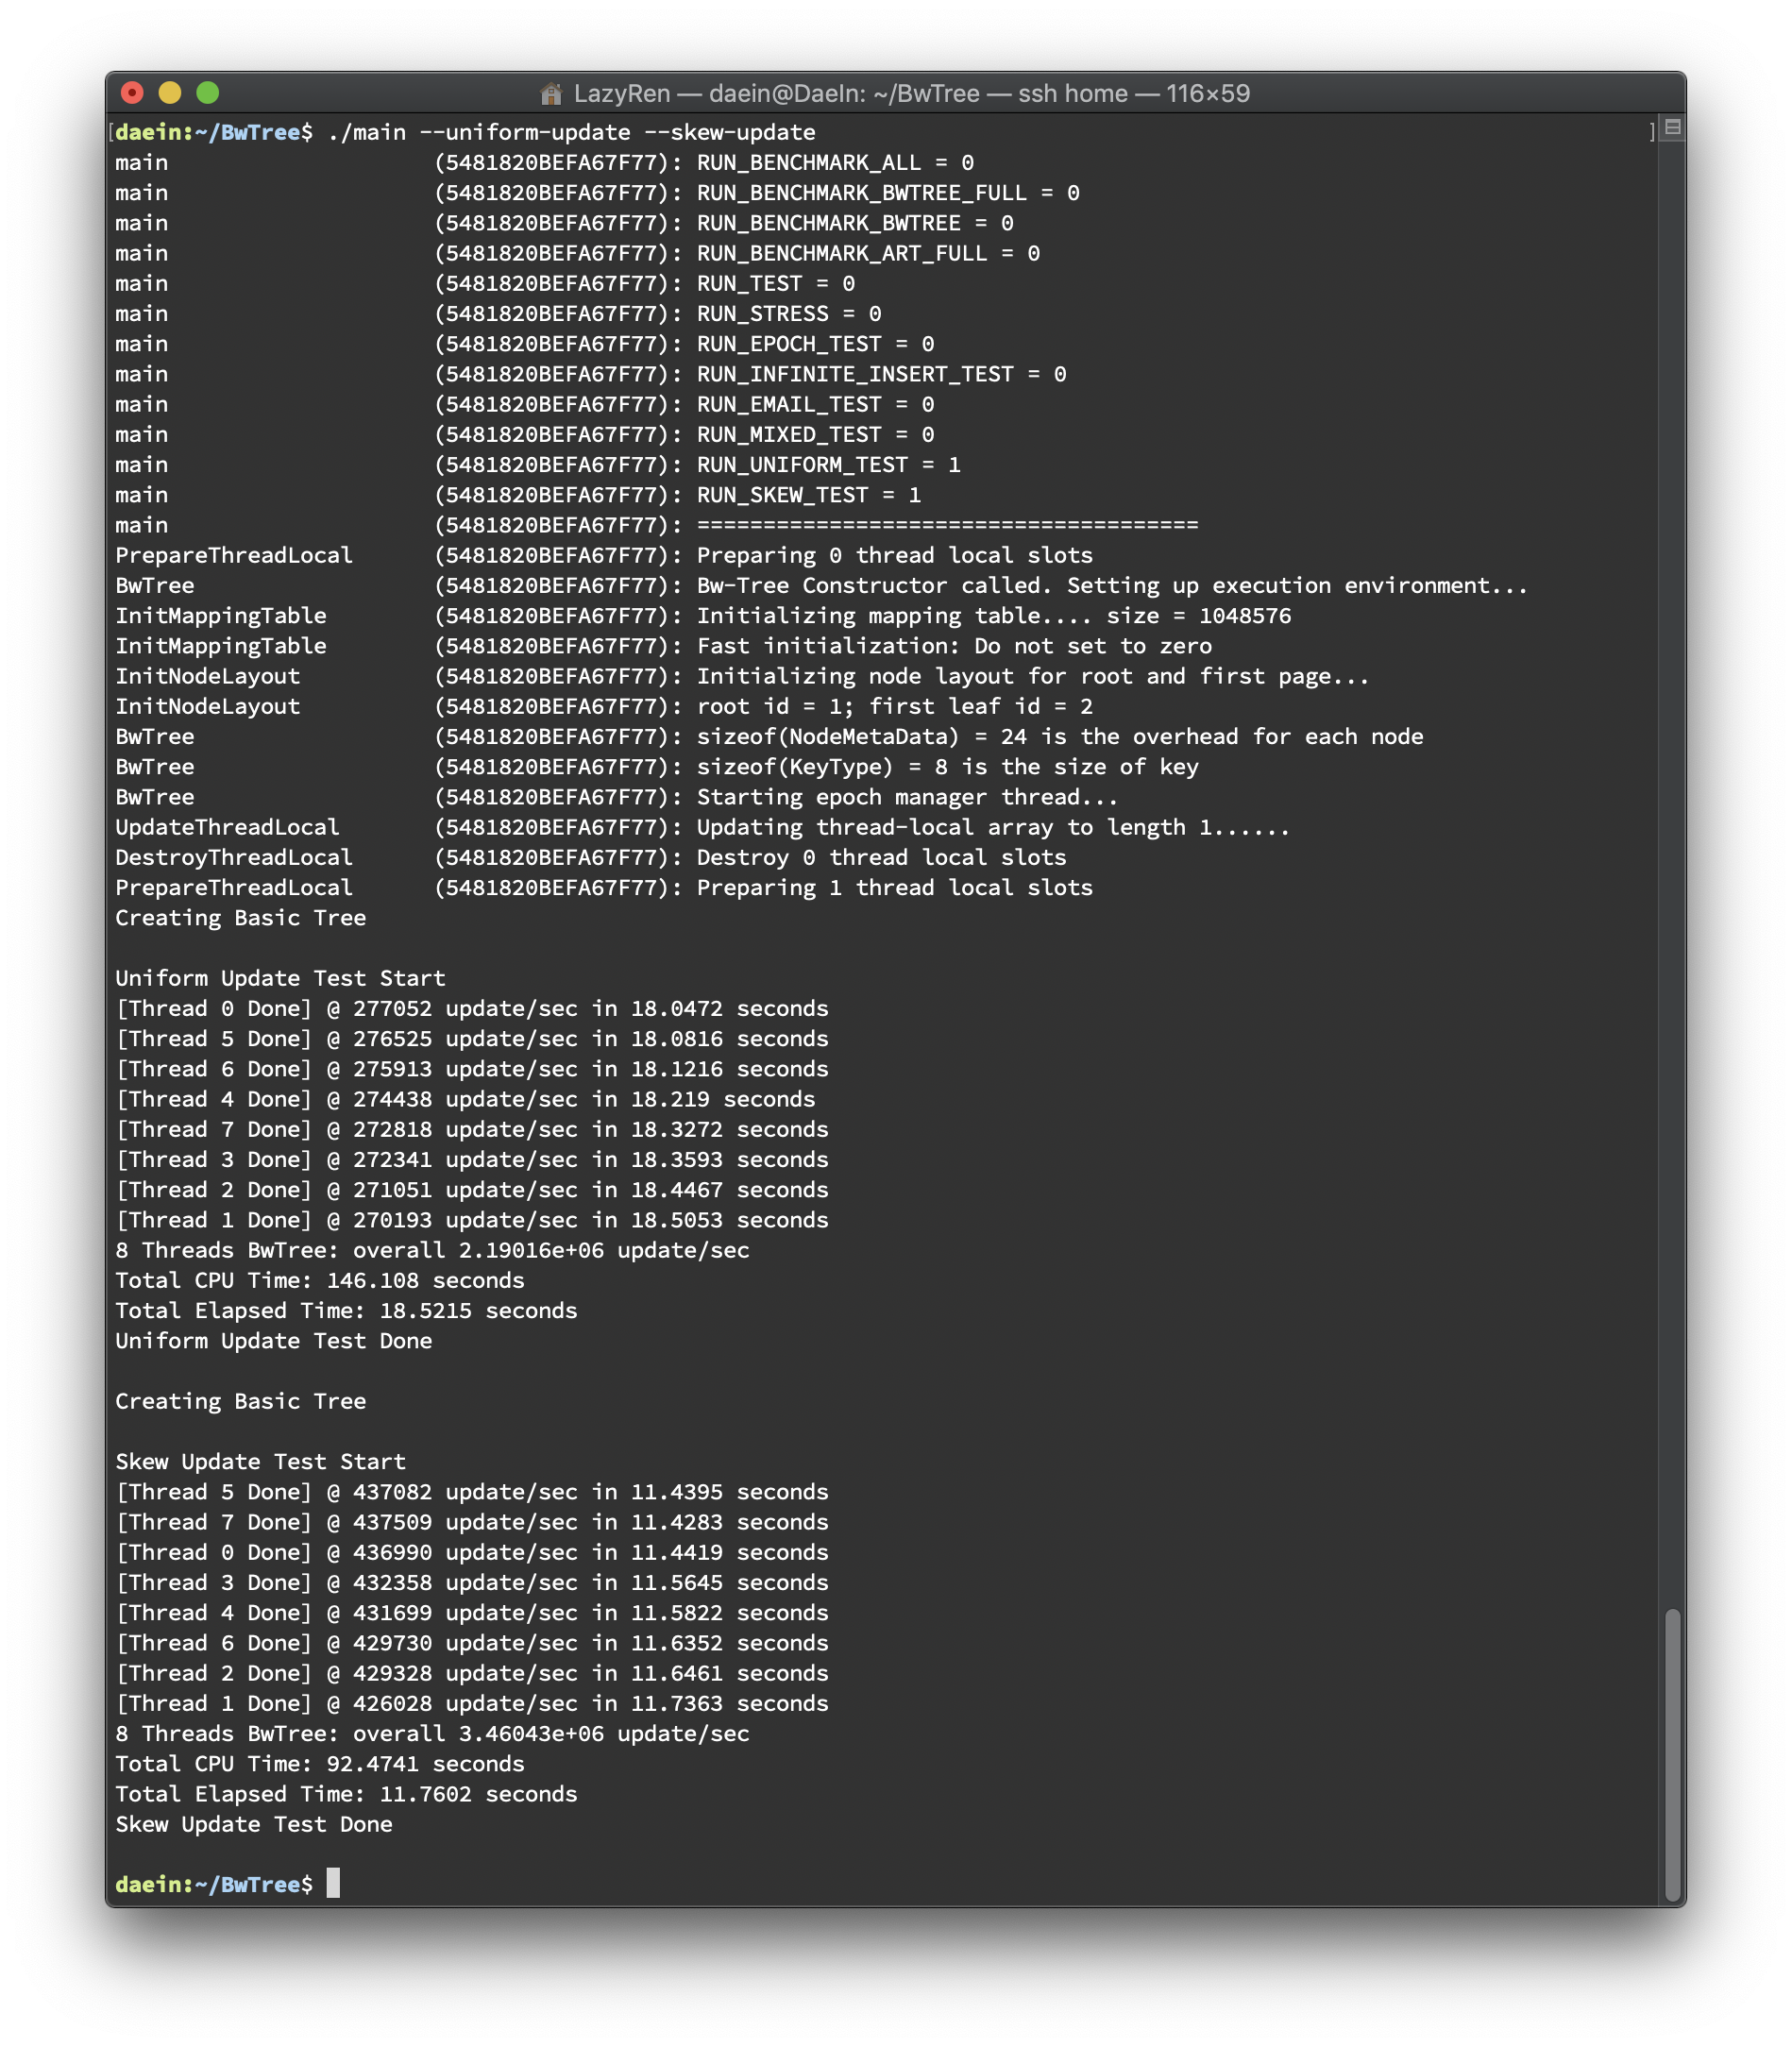 LazyRen — daein@DaeIn: ~/BwTree — ssh home — 116×59
[daein:~/BwTree$ ./main --uniform-update --skew-update ]
main (5481820BEFA67F77): RUN_BENCHMARK_ALL = 0
main (5481820BEFA67F77): RUN_BENCHMARK_BWTREE_FULL = 0
main (5481820BEFA67F77): RUN_BENCHMARK_BWTREE = 0
main (5481820BEFA67F77): RUN_BENCHMARK_ART_FULL = 0
main (5481820BEFA67F77): RUN_TEST = 0
main (5481820BEFA67F77): RUN_STRESS = 0
main (5481820BEFA67F77): RUN_EPOCH_TEST = 0
main (5481820BEFA67F77): RUN_INFINITE_INSERT_TEST = 0
main (5481820BEFA67F77): RUN_EMAIL_TEST = 0
main (5481820BEFA67F77): RUN_MIXED_TEST = 0
main (5481820BEFA67F77): RUN_UNIFORM_TEST = 1
main (5481820BEFA67F77): RUN_SKEW_TEST = 1
main (5481820BEFA67F77): ======================================
PrepareThreadLocal (5481820BEFA67F77): Preparing 0 thread local slots
BwTree (5481820BEFA67F77): Bw-Tree Constructor called. Setting up execution environment...
InitMappingTable (5481820BEFA67F77): Initializing mapping table.... size = 1048576
InitMappingTable (5481820BEFA67F77): Fast initialization: Do not set to zero
InitNodeLayout (5481820BEFA67F77): Initializing node layout for root and first page...
InitNodeLayout (5481820BEFA67F77): root id = 1; first leaf id = 2
BwTree (5481820BEFA67F77): sizeof(NodeMetaData) = 24 is the overhead for each node
BwTree (5481820BEFA67F77): sizeof(KeyType) = 8 is the size of key
BwTree (5481820BEFA67F77): Starting epoch manager thread...
UpdateThreadLocal (5481820BEFA67F77): Updating thread-local array to length 1......
DestroyThreadLocal (5481820BEFA67F77): Destroy 0 thread local slots
PrepareThreadLocal (5481820BEFA67F77): Preparing 1 thread local slots
Creating Basic Tree
Uniform Update Test Start
[Thread 0 Done] @ 277052 update/sec in 18.0472 seconds
[Thread 5 Done] @ 276525 update/sec in 18.0816 seconds
[Thread 6 Done] @ 275913 update/sec in 18.1216 seconds
[Thread 4 Done] @ 274438 update/sec in 18.219 seconds
[Thread 7 Done] @ 272818 update/sec in 18.3272 seconds
[Thread 3 Done] @ 272341 update/sec in 18.3593 seconds
[Thread 2 Done] @ 271051 update/sec in 18.4467 seconds
[Thread 1 Done] @ 270193 update/sec in 18.5053 seconds
8 Threads BwTree: overall 2.19016e+06 update/sec
Total CPU Time: 146.108 seconds
Total Elapsed Time: 18.5215 seconds
Uniform Update Test Done
Creating Basic Tree
Skew Update Test Start
[Thread 5 Done] @ 437082 update/sec in 11.4395 seconds
[Thread 7 Done] @ 437509 update/sec in 11.4283 seconds
[Thread 0 Done] @ 436990 update/sec in 11.4419 seconds
[Thread 3 Done] @ 432358 update/sec in 11.5645 seconds
[Thread 4 Done] @ 431699 update/sec in 11.5822 seconds
[Thread 6 Done] @ 429730 update/sec in 11.6352 seconds
[Thread 2 Done] @ 429328 update/sec in 11.6461 seconds
[Thread 1 Done] @ 426028 update/sec in 11.7363 seconds
8 Threads BwTree: overall 3.46043e+06 update/sec
Total CPU Time: 92.4741 seconds
Total Elapsed Time: 11.7602 seconds
Skew Update Test Done
daein:~/BwTree$